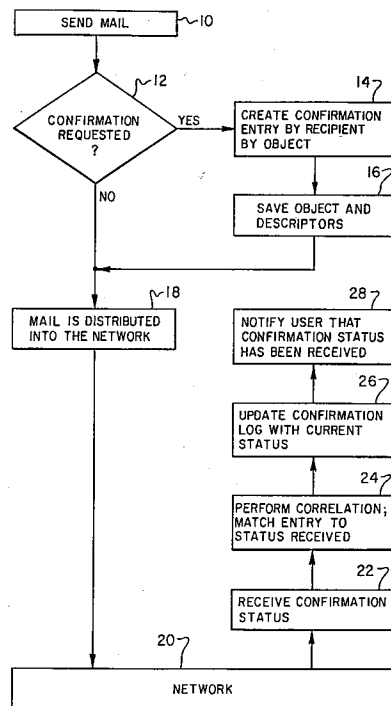 SEND MAIL
10
12
CONFIRMATION
REQUESTED
?
YES
NO
14
CREATE CONFIRMATION
ENTRY BY RECIPIENT
BY OBJECT
16
SAVE OBJECT AND
DESCRIPTORS
18
MAIL IS DISTRIBUTED
INTO THE NETWORK
28
NOTIFY USER THAT
CONFIRMATION STATUS
HAS BEEN RECEIVED
26
UPDATE CONFIRMATION
LOG WITH CURRENT
STATUS
24
PERFORM CORRELATION;
MATCH ENTRY TO
STATUS RECEIVED
22
RECEIVE CONFIRMATION
STATUS
20
NETWORK